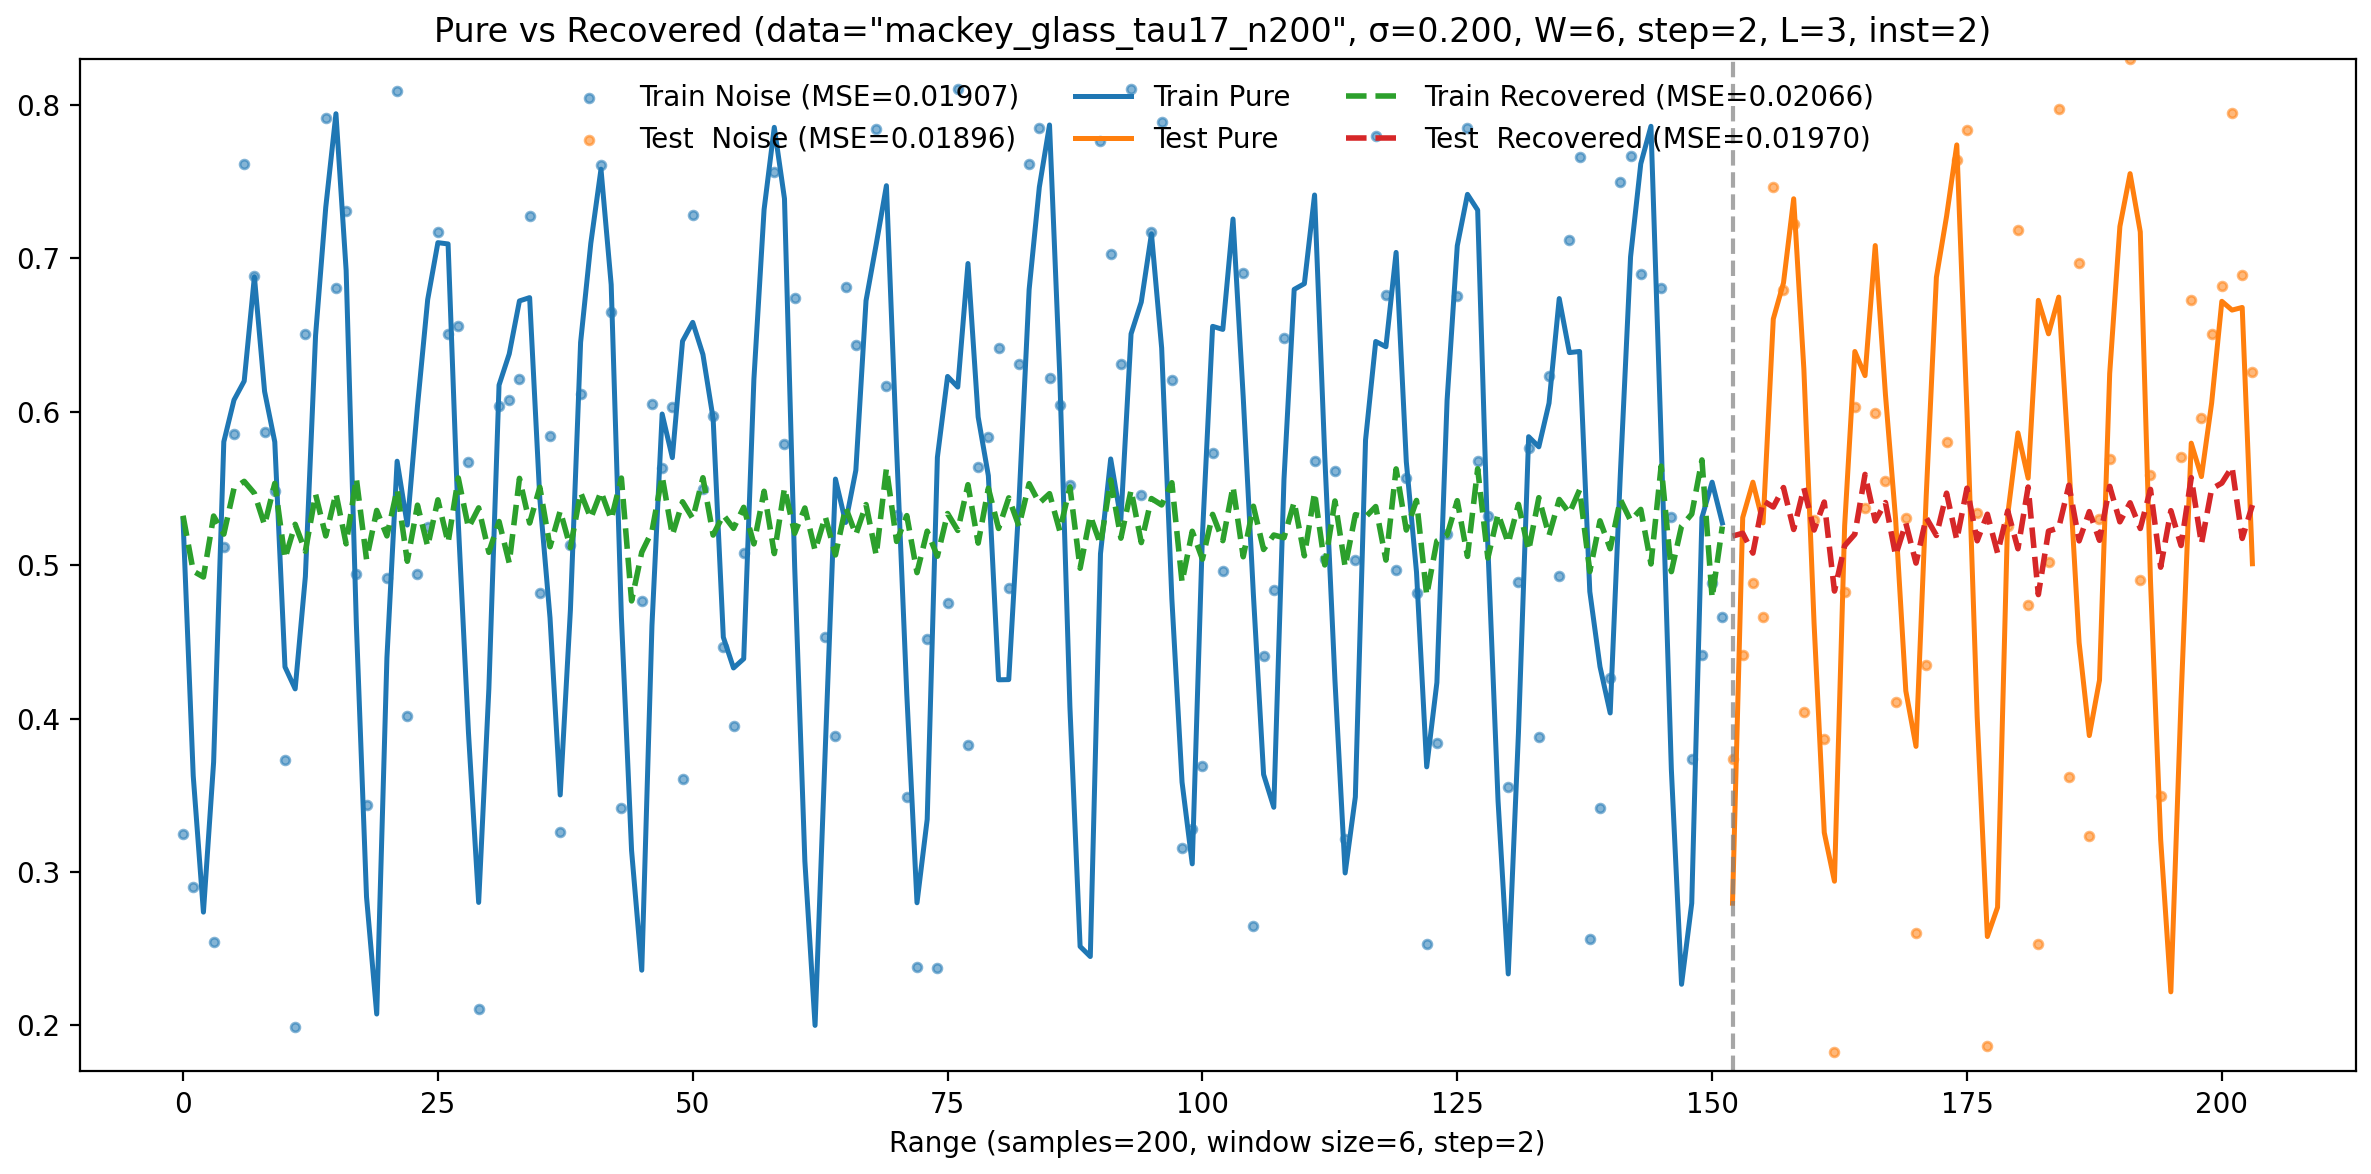 Pure vs Recovered (data="mackey_glass_tau17_n200", σ=0.200, W=6, step=2, L=3, inst=2)
Train Noise (MSE=0.01907)
Test  Noise (MSE=0.01896)
Train Pure
Test Pure
Train Recovered (MSE=0.02066)
Test  Recovered (MSE=0.01970)
0.8
0.7
0.6
0.5
0.4
0.3
0.2
0 25 50 75 100 125 150 175 200
Range (samples=200, window size=6, step=2)